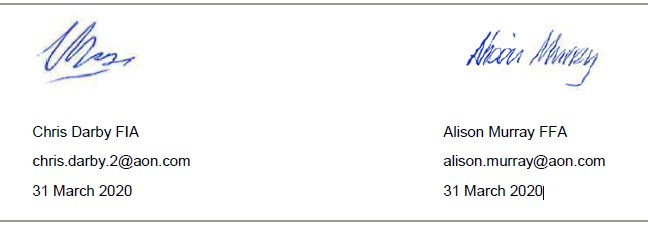 Alison Murray
Chris Darby FIA
chris.darby.2@aon.com
31 March 2020
Alison Murray FFA
alison.murray@aon.com
31 March 2020